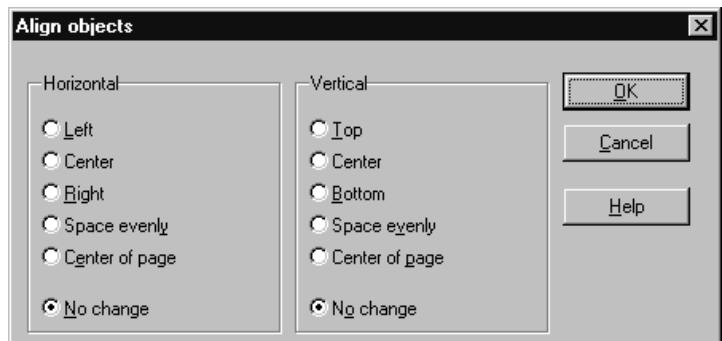 Align objects
Horizontal
Left
Center
Right
Space evenly
Center of page
No change
Vertical
Top
Center
Bottom
Space evenly
Center of page
No change
OK
Cancel
Help